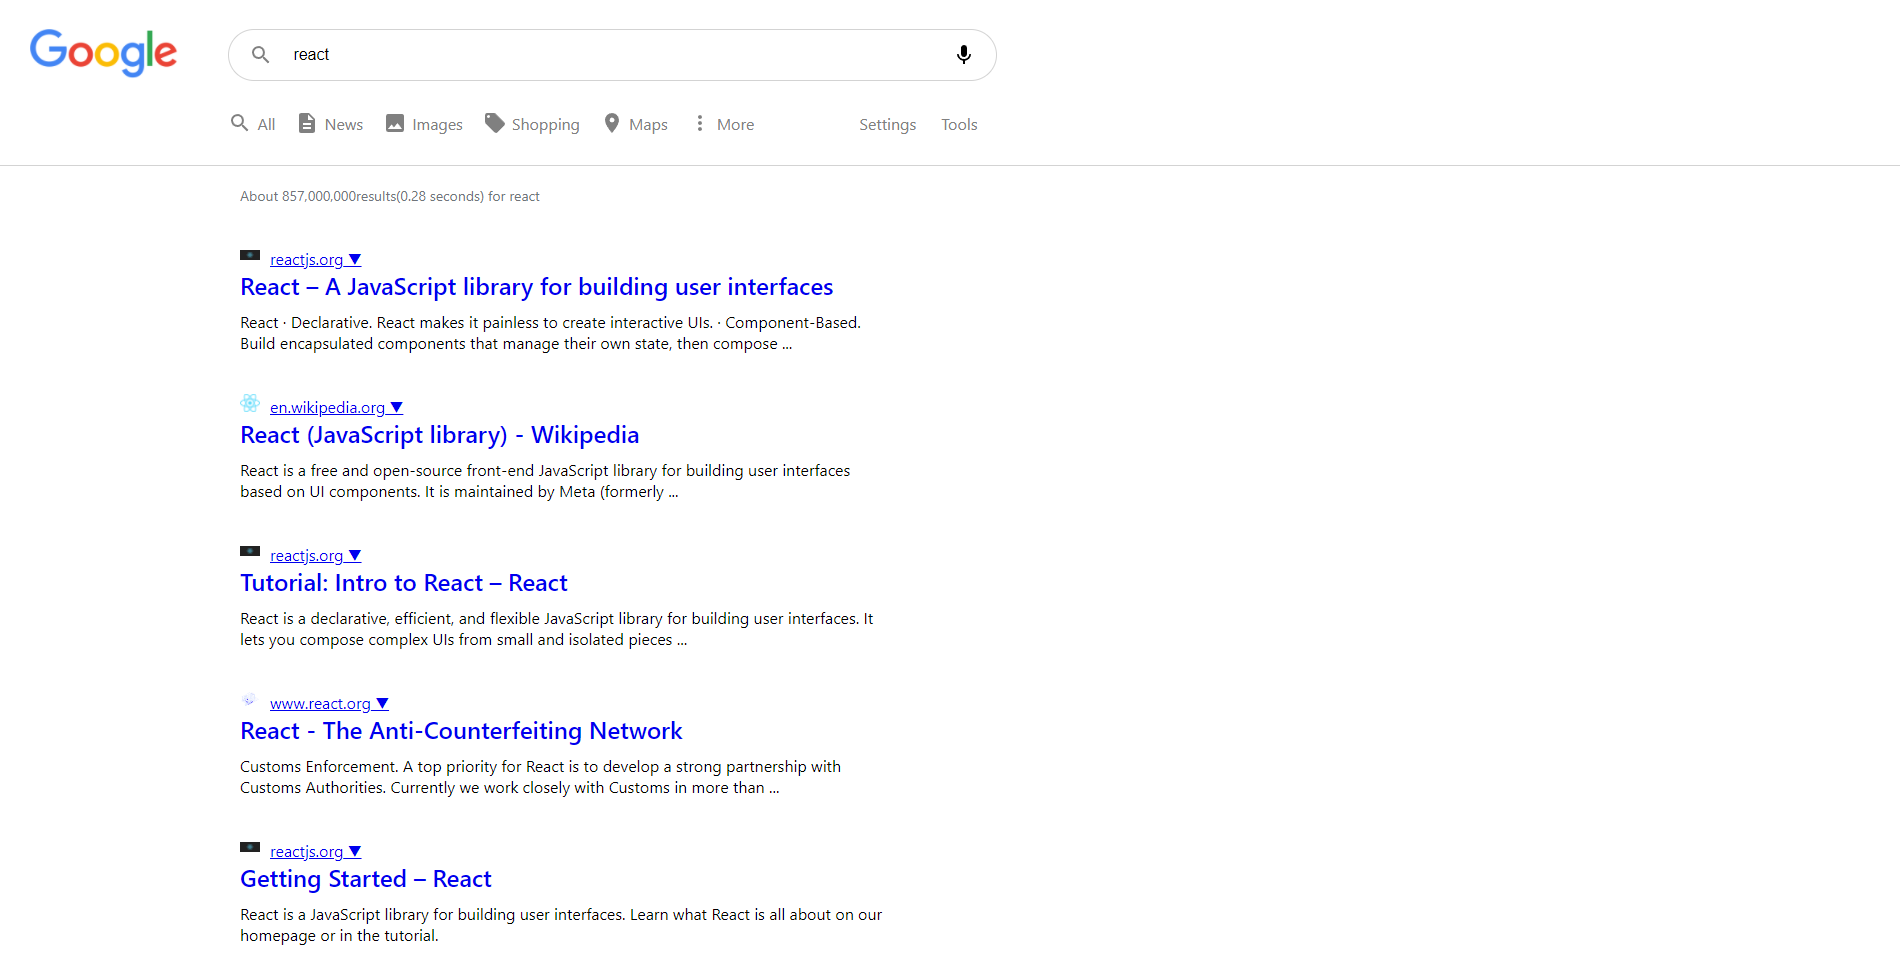 Google
react
All News Images Shopping Maps More Settings Tools
About 857,000,000results(0.28 seconds) for react
reactjs.org ▼
React – A JavaScript library for building user interfaces
React · Declarative. React makes it painless to create interactive UIs. · Component-Based.
Build encapsulated components that manage their own state, then compose ...
en.wikipedia.org ▼
React (JavaScript library) - Wikipedia
React is a free and open-source front-end JavaScript library for building user interfaces
based on UI components. It is maintained by Meta (formerly ...
reactjs.org ▼
Tutorial: Intro to React – React
React is a declarative, efficient, and flexible JavaScript library for building user interfaces. It
lets you compose complex UIs from small and isolated pieces ...
www.react.org ▼
React - The Anti-Counterfeiting Network
Customs Enforcement. A top priority for React is to develop a strong partnership with
Customs Authorities. Currently we work closely with Customs in more than ...
reactjs.org ▼
Getting Started – React
React is a JavaScript library for building user interfaces. Learn what React is all about on our
homepage or in the tutorial.